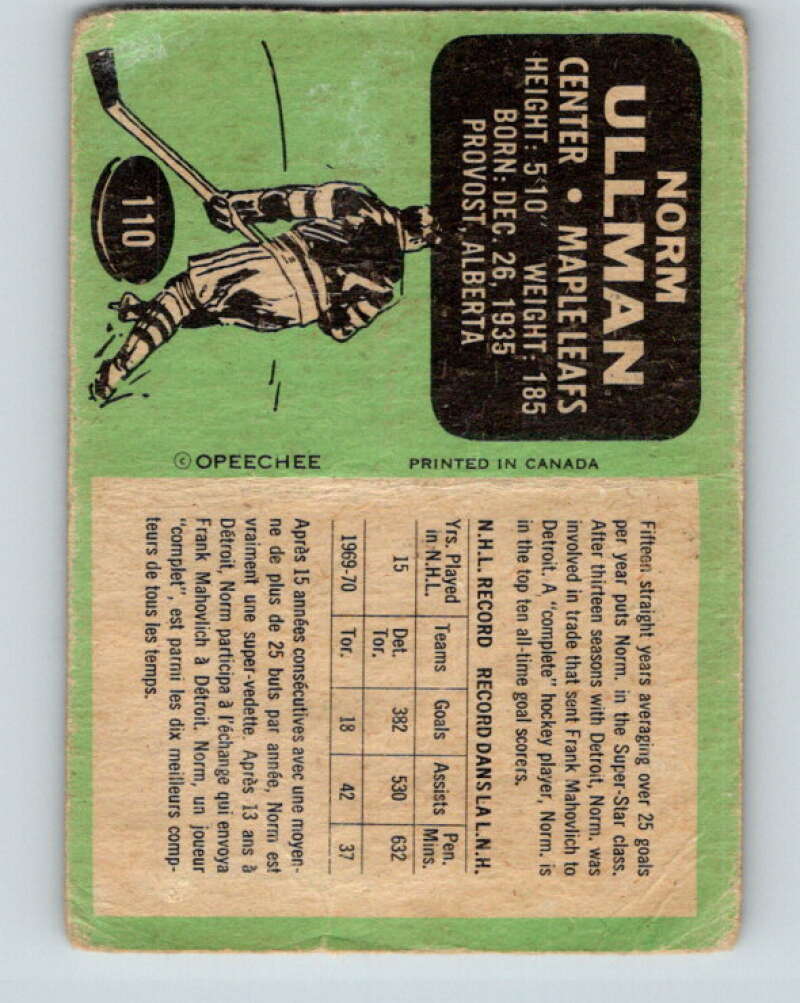 NORM
ULLMAN
CENTER • MAPLE LEAFS
HEIGHT: 5'10" WEIGHT: 185
BORN: DEC. 26, 1935
PROVOST, ALBERTA
110
© OPEECHEE
PRINTED IN CANADA
Fifteen straight years averaging over 25 goals
per year puts Norm. in the Super-Star class.
After thirteen seasons with Detroit, Norm. was
involved in trade that sent Frank Mahovlich to
Detroit. A "complete" hockey player, Norm. is
in the top ten all-time goal scorers.
N.H.L. RECORD RECORD DANS LA L.N.H.
Yrs. Played in N.H.L. Teams Goals Assists Pen. Mins.
15 Det. Tor. 382 530 632
1969-70 Tor. 18 42 37
Après 15 années consécutives avec une moyen-
ne de plus de 25 buts par année, Norm est
vraiment une super-vedette. Après 13 ans à
Détroit, Norm participa à l'échange qui envoya
Frank Mahovlich à Détroit. Norm, un joueur
"complet", est parmi les dix meilleurs comp-
teurs de tous les temps.